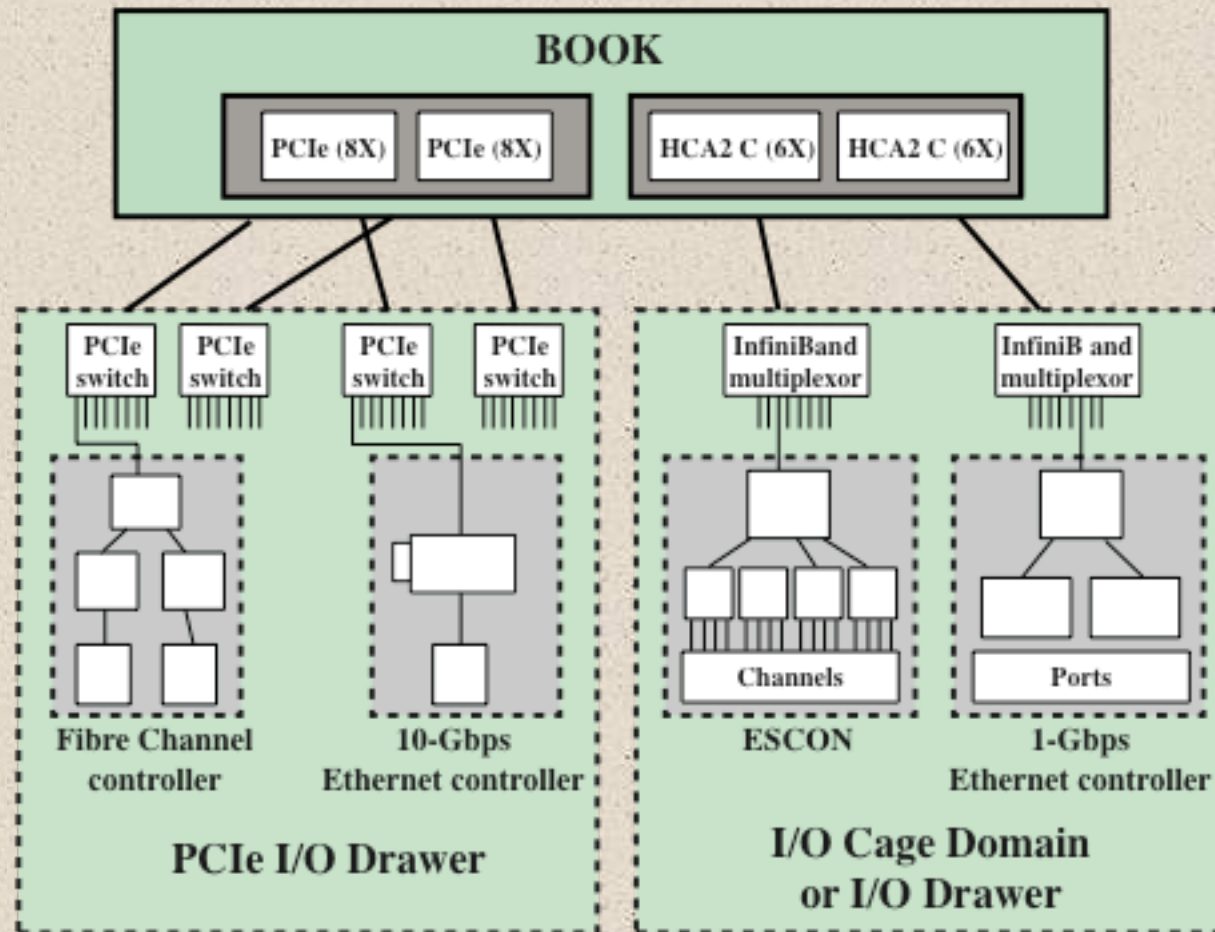 BOOK
PCIe (8X)
PCIe (8X)
HCA2 C (6X)
HCA2 C (6X)
PCIe
switch
PCIe
switch
PCIe
switch
PCIe
switch
InfiniBand
multiplexor
InfiniB and
multiplexor
Channels
Ports
Fibre Channel
controller
10-Gbps
Ethernet controller
ESCON
1-Gbps
Ethernet controller
PCIe I/O Drawer
I/O Cage Domain
or I/O Drawer